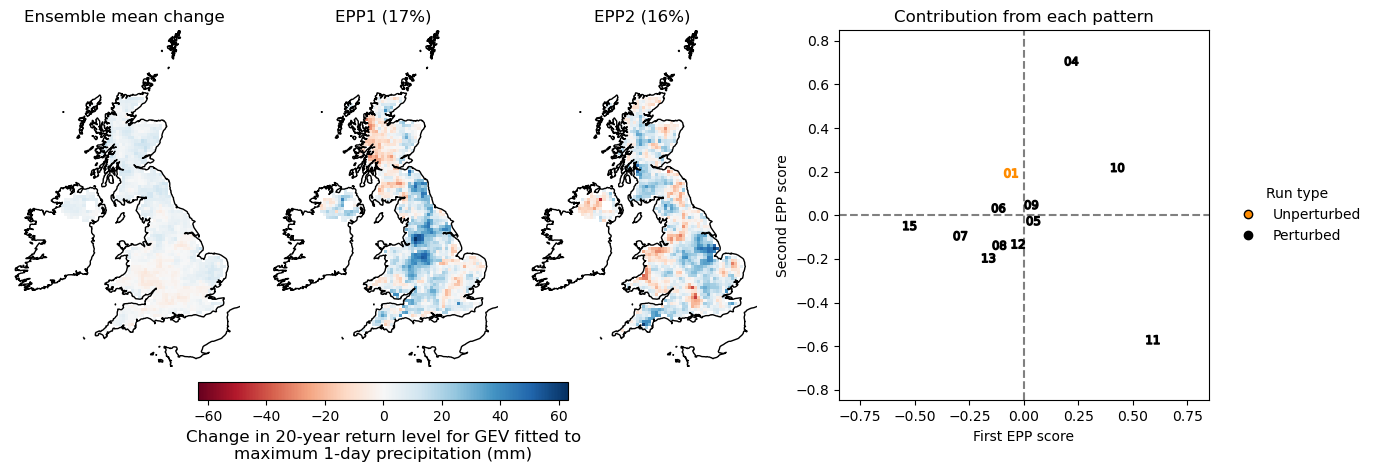 Ensemble mean change
EPP1 (17%)
EPP2 (16%)
Contribution from each pattern
−60 −40 −20 0 20 40 60
Change in 20-year return level for GEV fitted to
maximum 1-day precipitation (mm)
Second EPP score
0.8
0.6
0.4
0.2
0.0
−0.2
−0.4
−0.6
−0.8
04
10
01
09
06
05
15
07
12
08
13
11
−0.75 −0.50 −0.25 0.00 0.25 0.50 0.75
First EPP score
Run type
Unperturbed
Perturbed